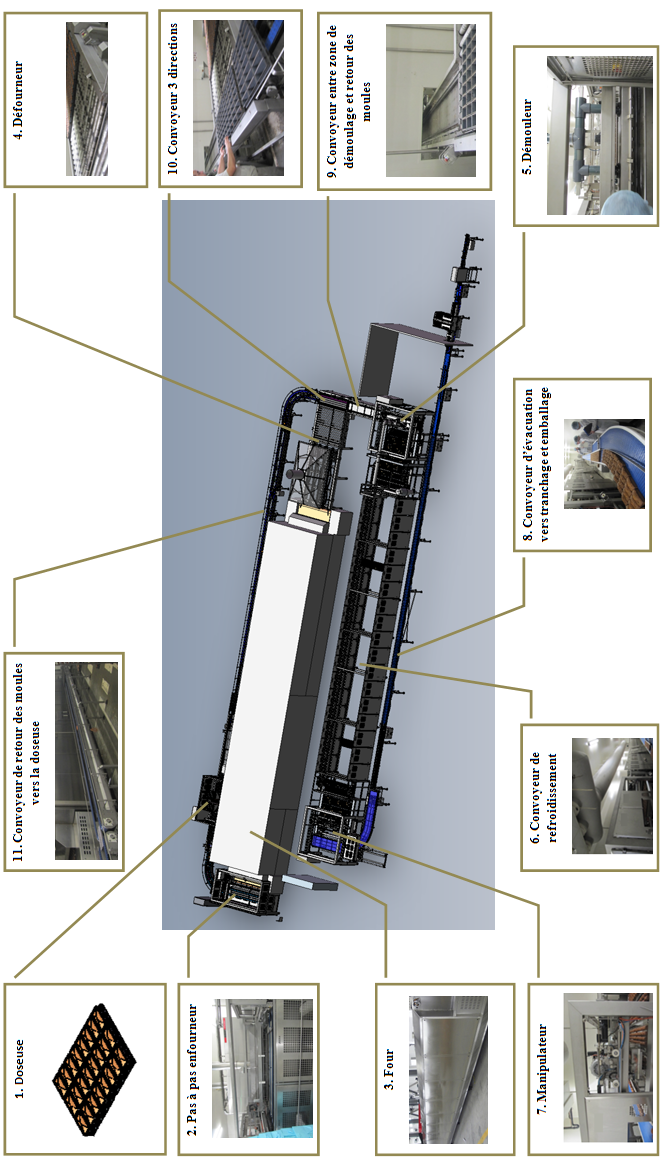 1. Doseuse
2. Pas à pas enfourneur
3. Four
7. Manipulateur
11. Convoyeur de retour des moules
vers la doseuse
6. Convoyeur de
refroidissement
8. Convoyeur d'évacuation
vers tranchage et emballage
4. Défourneur
10. Convoyeur 3 directions
9. Convoyeur entre zone de
démoulage et retour des
moules
5. Démouleur